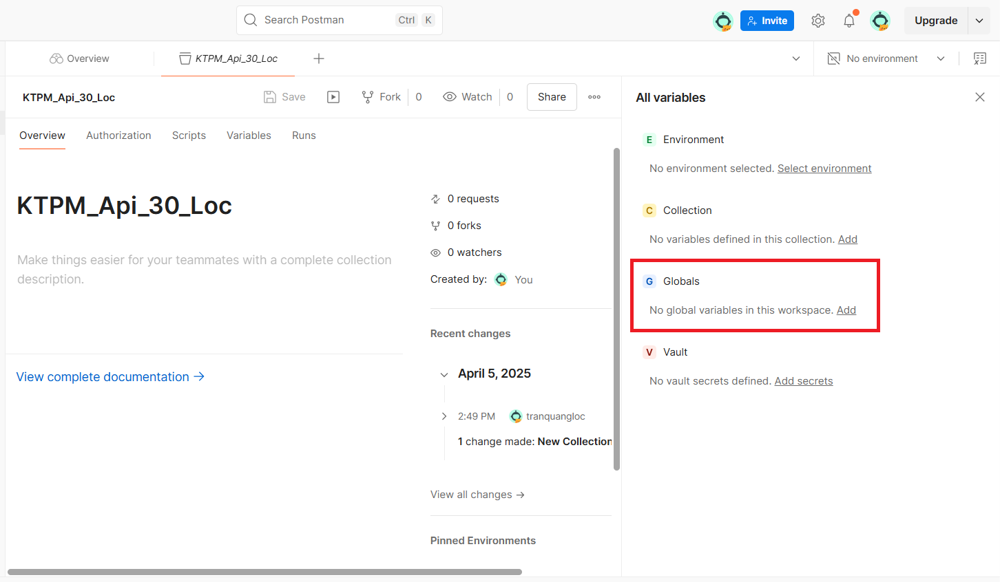 Search Postman Ctrl K Invite Upgrade
Overview KTPM_Api_30_Loc No environment
KTPM_Api_30_Loc Save Fork 0 Watch 0 Share
Overview Authorization Scripts Variables Runs
KTPM_Api_30_Loc
Make things easier for your teammates with a complete collection
description.
View complete documentation →
0 requests
0 forks
0 watchers
Created by: You
Recent changes
April 5, 2025
2:49 PM tranquangloc
1 change made: New Collection
View all changes →
Pinned Environments
All variables
E Environment
No environment selected. Select environment
C Collection
No variables defined in this collection. Add
G Globals
No global variables in this workspace. Add
V Vault
No vault secrets defined. Add secrets